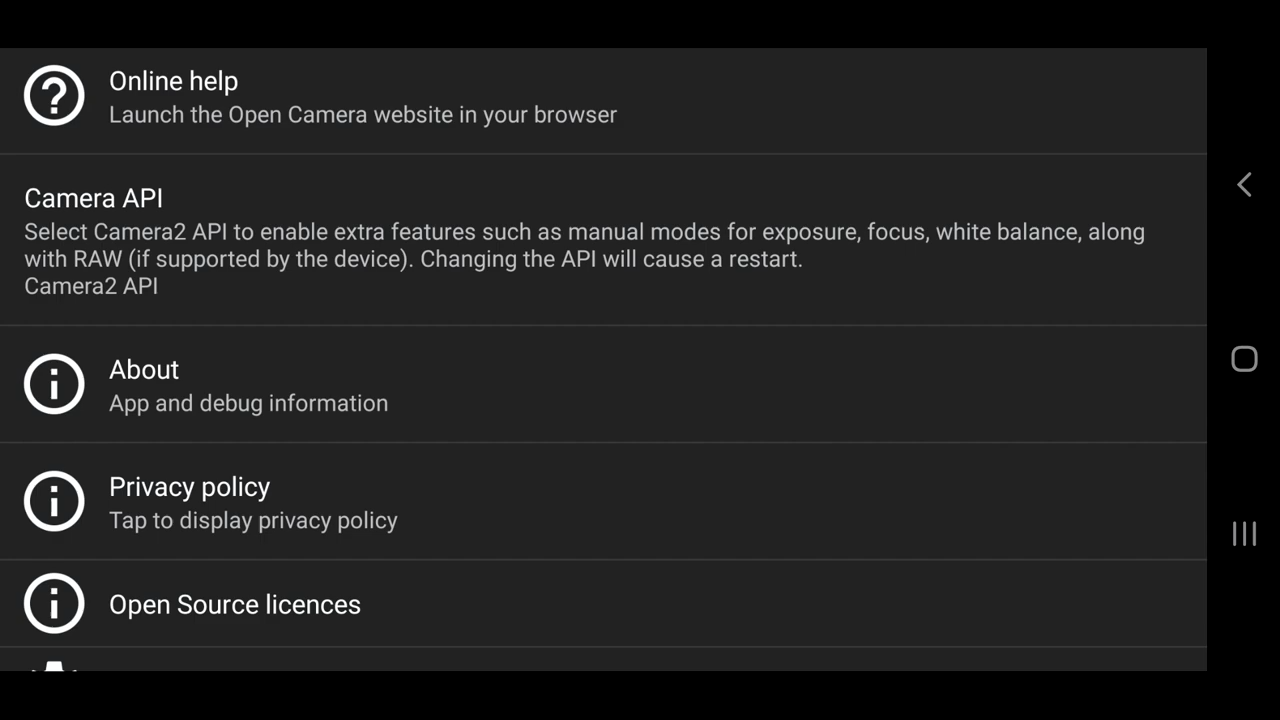 Online help
Launch the Open Camera website in your browser
Camera API
Select Camera2 API to enable extra features such as manual modes for exposure, focus, white balance, along
with RAW (if supported by the device). Changing the API will cause a restart.
Camera2 API
About
App and debug information
Privacy policy
Tap to display privacy policy
Open Source licences